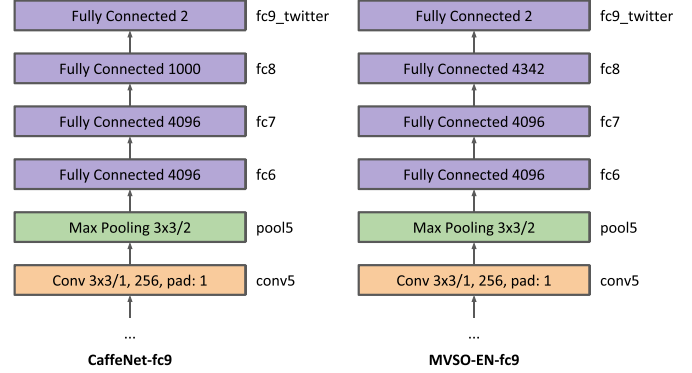 Fully Connected 2 fc9_twitter
Fully Connected 1000 fc8
Fully Connected 4096 fc7
Fully Connected 4096 fc6
Max Pooling 3x3/2 pool5
Conv 3x3/1, 256, pad: 1 conv5
...
CaffeNet-fc9
Fully Connected 2 fc9_twitter
Fully Connected 4342 fc8
Fully Connected 4096 fc7
Fully Connected 4096 fc6
Max Pooling 3x3/2 pool5
Conv 3x3/1, 256, pad: 1 conv5
...
MVSO-EN-fc9